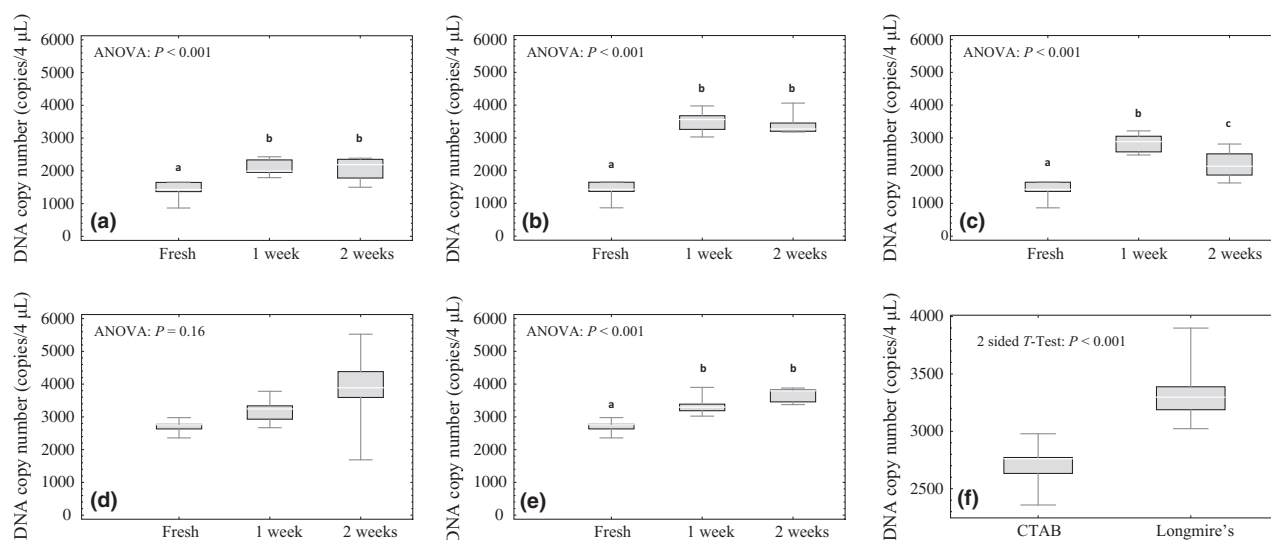 DNA copy number (copies/4 µL)
6000
5000
4000
3000
2000
1000
0
ANOVA: P < 0.001
a
b
b
(a)
Fresh
1 week
2 weeks
DNA copy number (copies/4 µL)
6000
5000
4000
3000
2000
1000
0
ANOVA: P < 0.001
a
b
b
(b)
Fresh
1 week
2 weeks
DNA copy number (copies/4 µL)
6000
5000
4000
3000
2000
1000
0
ANOVA: P < 0.001
a
b
c
(c)
Fresh
1 week
2 weeks
DNA copy number (copies/4 µL)
6000
5000
4000
3000
2000
1000
0
ANOVA: P = 0.16
(d)
Fresh
1 week
2 weeks
DNA copy number (copies/4 µL)
6000
5000
4000
3000
2000
1000
0
ANOVA: P < 0.001
a
b
b
(e)
Fresh
1 week
2 weeks
DNA copy number (copies/4 µL)
4000
3500
3000
2500
2 sided T-Test: P < 0.001
(f)
CTAB
Longmire's